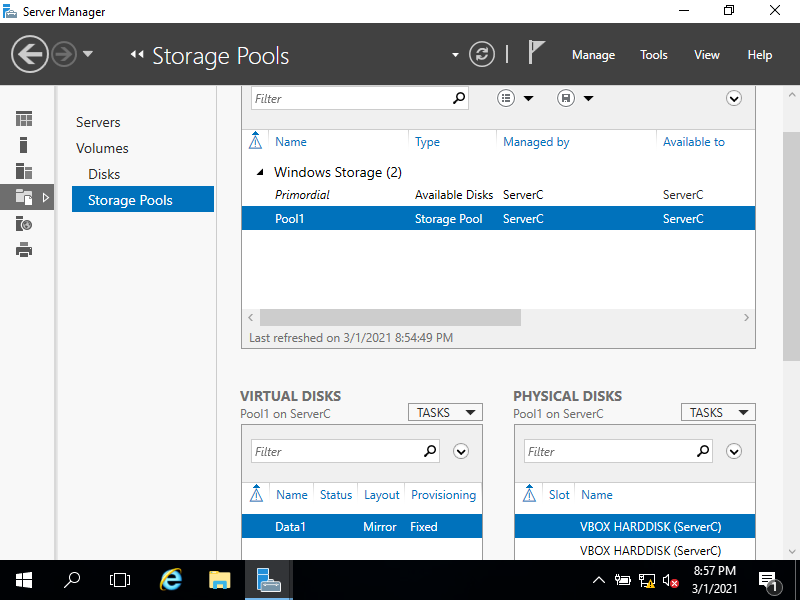 Server Manager
Storage Pools
Manage Tools View Help
Servers
Volumes
Disks
Storage Pools
Filter
Name Type Managed by Available to
Windows Storage (2)
Primordial Available Disks ServerC ServerC
Pool1 Storage Pool ServerC ServerC
Last refreshed on 3/1/2021 8:54:49 PM
VIRTUAL DISKS
Pool1 on ServerC
TASKS
Filter
Name Status Layout Provisioning
Data1 Mirror Fixed
PHYSICAL DISKS
Pool1 on ServerC
TASKS
Filter
Slot Name
VBOX HARDDISK (ServerC)
VBOX HARDDISK (ServerC)
8:57 PM
3/1/2021
1